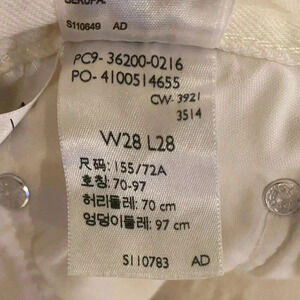 S110649 AD
PC9- 36200-0216
PO- 4100514655
CW- 3921
3514
W28 L28
尺码: 155/72A
호칭: 70-97
허리둘레: 70 cm
엉덩이둘레: 97 cm
S110783 AD